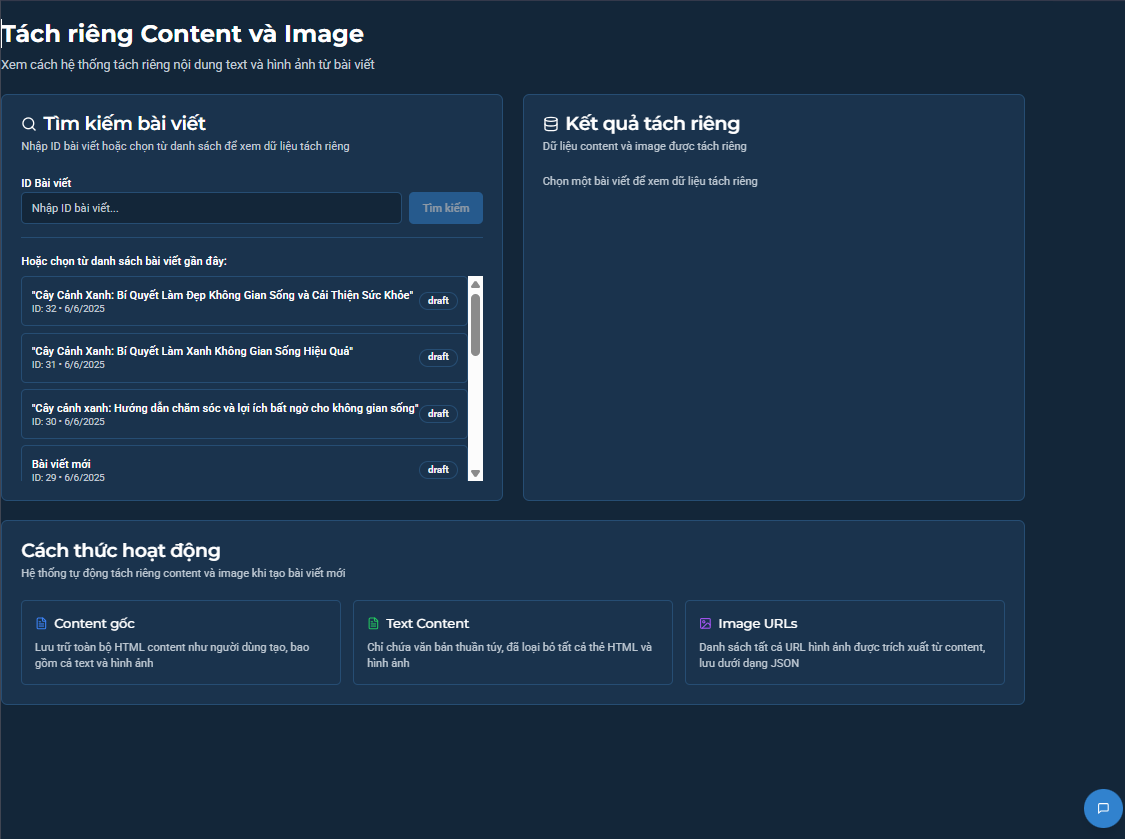 Tách riêng Content và Image
Xem cách hệ thống tách riêng nội dung text và hình ảnh từ bài viết
Tìm kiếm bài viết
Nhập ID bài viết hoặc chọn từ danh sách để xem dữ liệu tách riêng
ID Bài viết
Nhập ID bài viết...
Tìm kiếm
Hoặc chọn từ danh sách bài viết gần đây:
"Cây Cảnh Xanh: Bí Quyết Làm Đẹp Không Gian Sống và Cải Thiện Sức Khỏe"
draft
ID: 32 • 6/6/2025
"Cây Cảnh Xanh: Bí Quyết Làm Xanh Không Gian Sống Hiệu Quả"
draft
ID: 31 • 6/6/2025
"Cây cảnh xanh: Hướng dẫn chăm sóc và lợi ích bất ngờ cho không gian sống"
draft
ID: 30 • 6/6/2025
Bài viết mới
draft
ID: 29 • 6/6/2025
Kết quả tách riêng
Dữ liệu content và image được tách riêng
Chọn một bài viết để xem dữ liệu tách riêng
Cách thức hoạt động
Hệ thống tự động tách riêng content và image khi tạo bài viết mới
Content gốc
Lưu trữ toàn bộ HTML content như người dùng tạo, bao
gồm cả text và hình ảnh
Text Content
Chỉ chứa văn bản thuần túy, đã loại bỏ tất cả thẻ HTML và
hình ảnh
Image URLs
Danh sách tất cả URL hình ảnh được trích xuất từ content,
lưu dưới dạng JSON